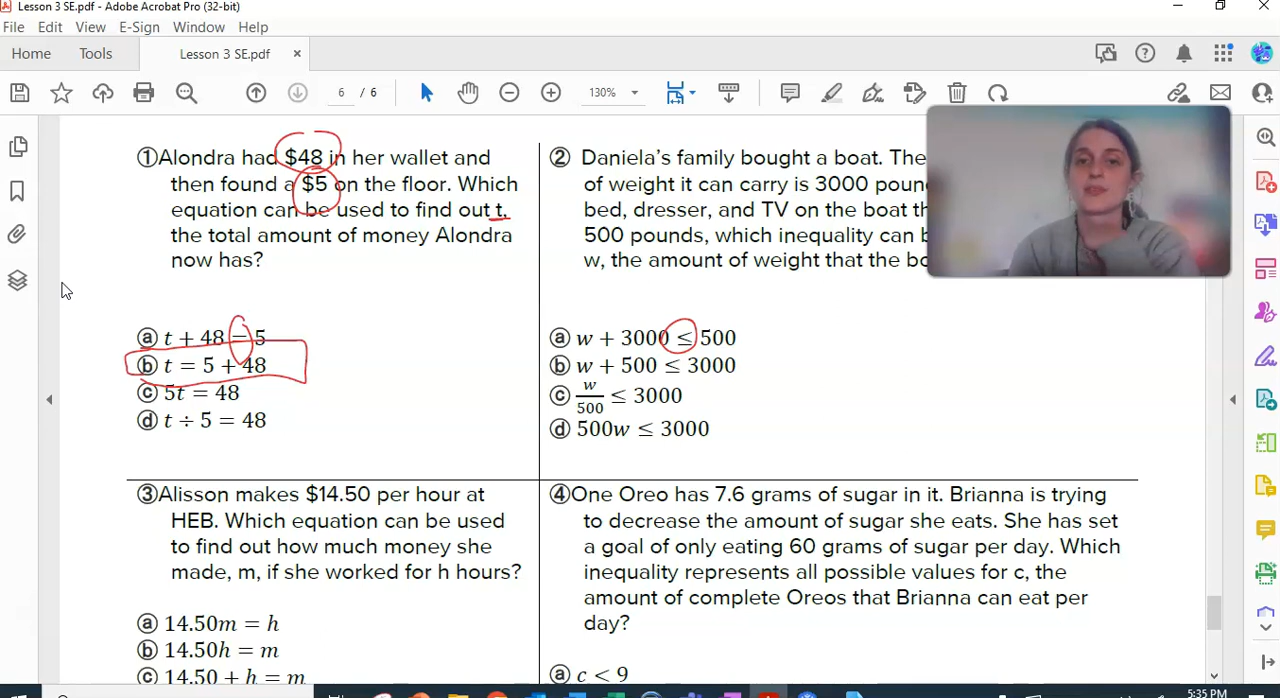 Lesson 3 SE.pdf - Adobe Acrobat Pro (32-bit)
File Edit View E-Sign Window Help
Home Tools Lesson 3 SE.pdf ×
6 / 6 130%
①Alondra had $48 in her wallet and
then found a $5 on the floor. Which
equation can be used to find out t,
the total amount of money Alondra
now has?
ⓐ t + 48 = 5
ⓑ t = 5 + 48
ⓒ 5t = 48
ⓓ t ÷ 5 = 48
② Daniela's family bought a boat. The
of weight it can carry is 3000
bed, dresser, and TV on the boat
500 pounds, which inequality can
w, the amount of weight that the
ⓐ w + 3000 ≤ 500
ⓑ w + 500 ≤ 3000
ⓒ w/500 ≤ 3000
ⓓ 500w ≤ 3000
③Alisson makes $14.50 per hour at
HEB. Which equation can be used
to find out how much money she
made, m, if she worked for h hours?
ⓐ 14.50m = h
ⓑ 14.50h = m
ⓒ 14.50 + h = m
④One Oreo has 7.6 grams of sugar in it. Brianna is trying
to decrease the amount of sugar she eats. She has set
a goal of only eating 60 grams of sugar per day. Which
inequality represents all possible values for c, the
amount of complete Oreos that Brianna can eat per
day?
ⓐ c < 9
5:35 PM